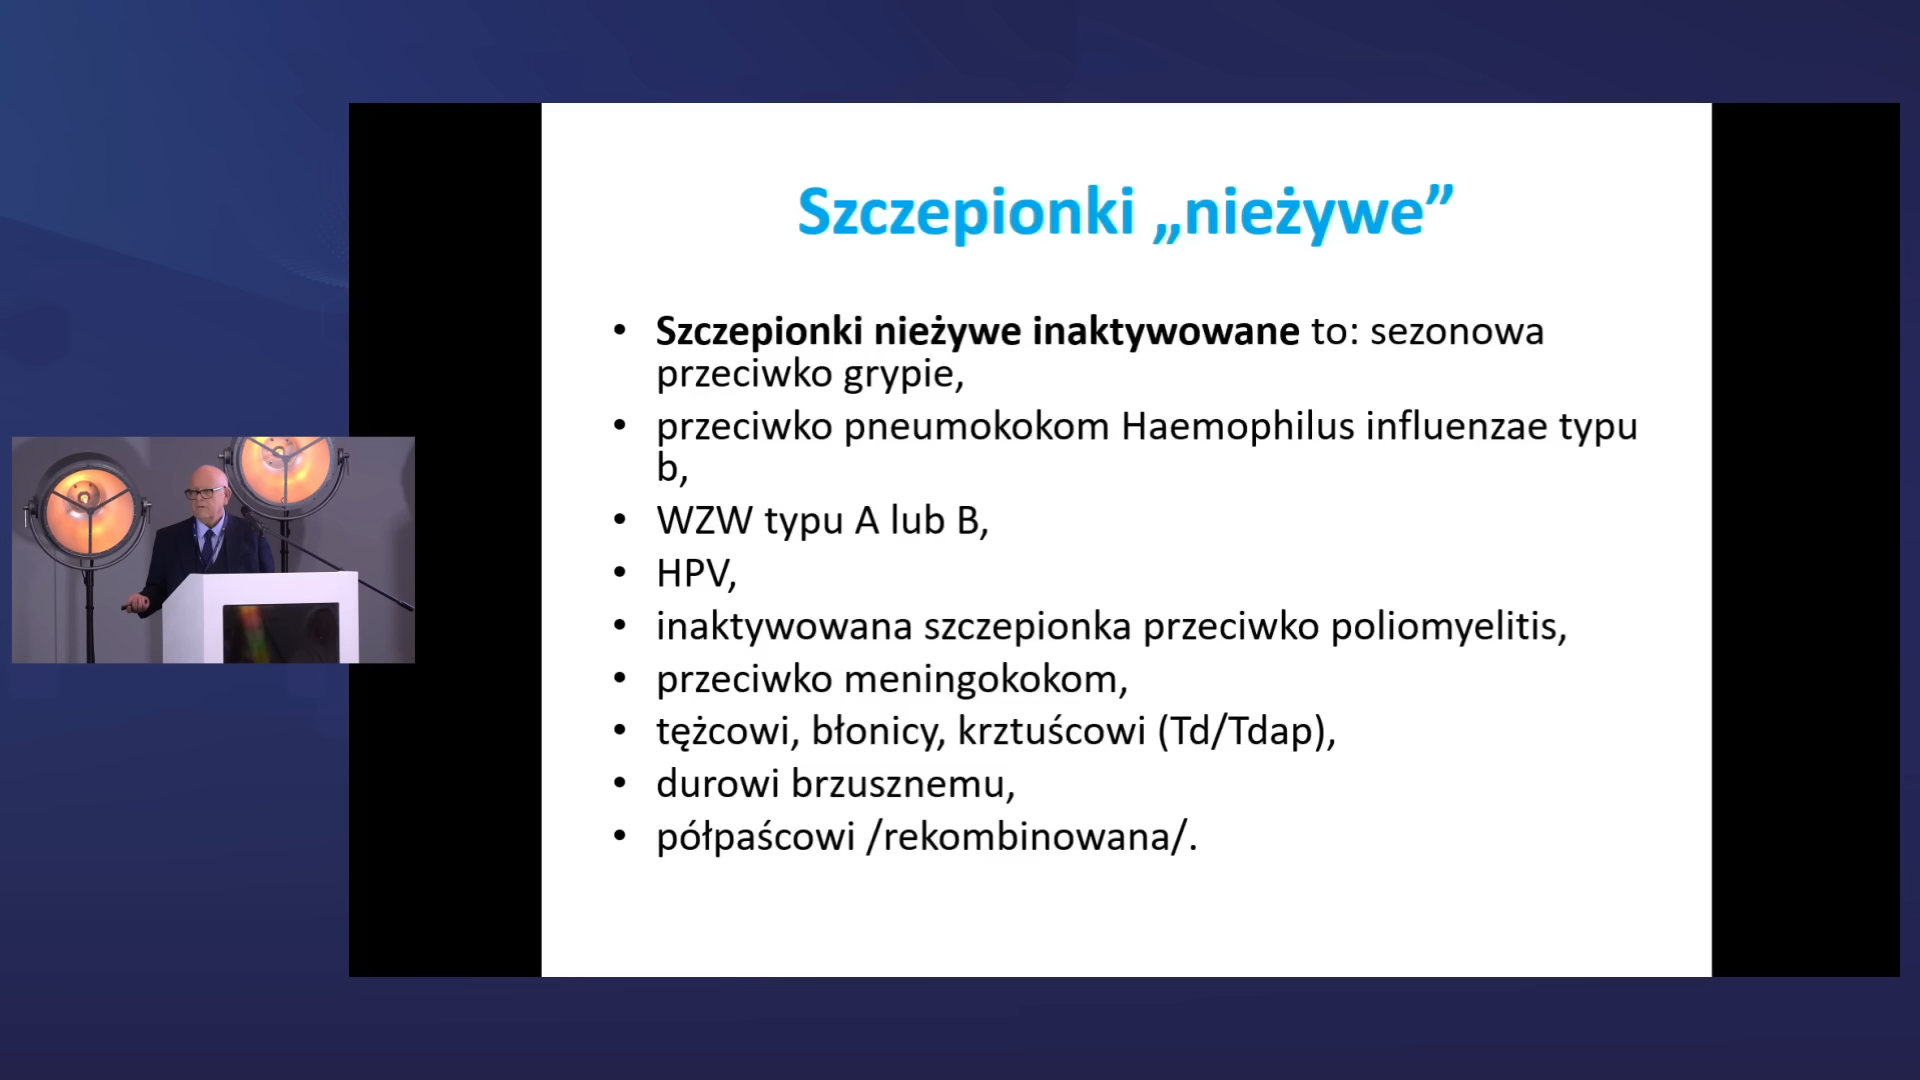 Szczepionki „nieżywe”
• Szczepionki nieżywe inaktywowane to: sezonowa
przeciwko grypie,
• przeciwko pneumokokom Haemophilus influenzae typu
b,
• WZW typu A lub B,
• HPV,
• inaktywowana szczepionka przeciwko poliomyelitis,
• przeciwko meningokokom,
• tężcowi, błonicy, krztuścowi (Td/Tdap),
• durowi brzusznemu,
• półpaścowi /rekombinowana/.